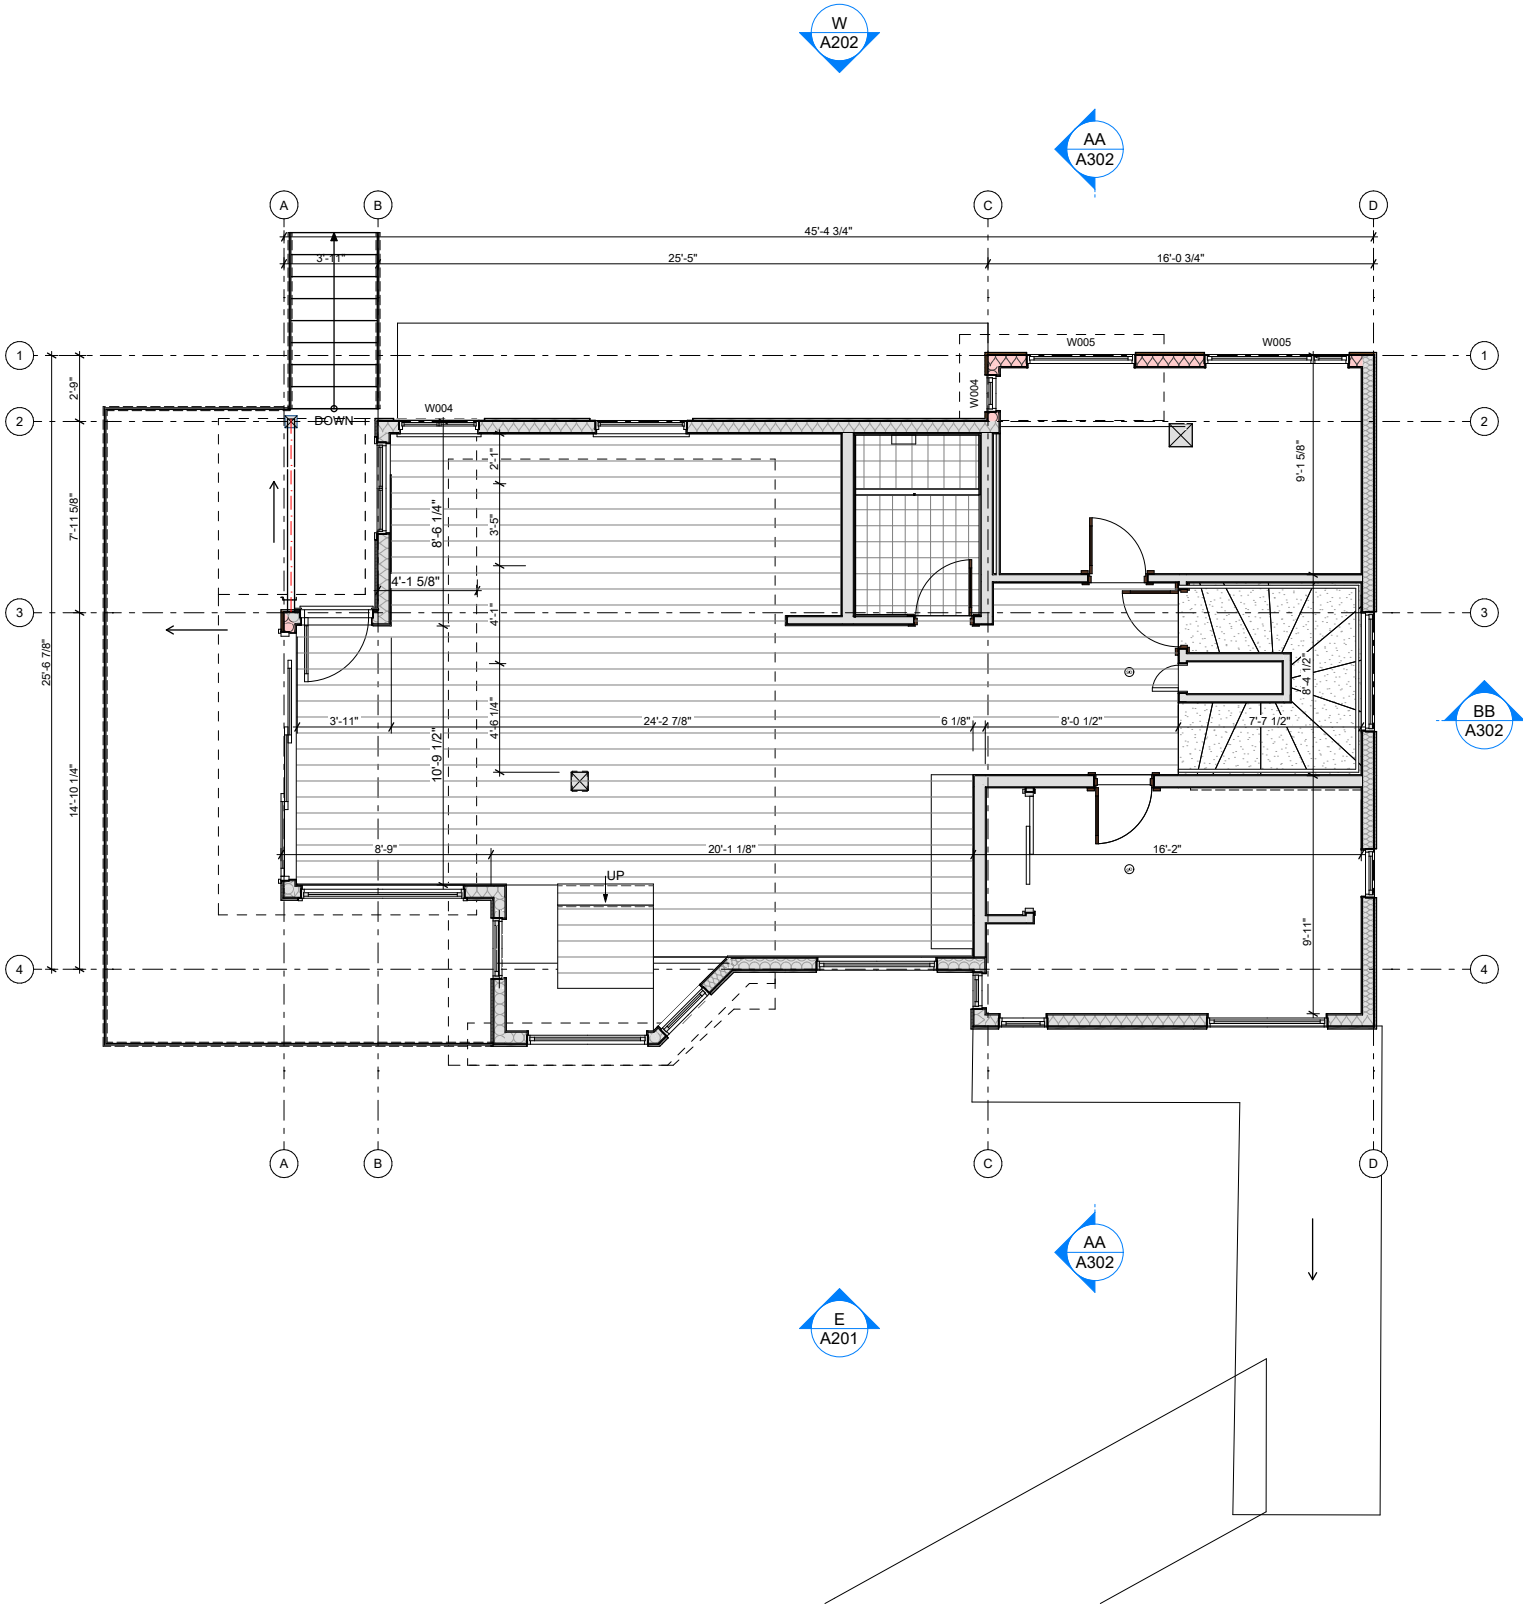 W
A202
AA
A302
A
B
C
D
45'-4 3/4"
3'-11"
25'-5"
16'-0 3/4"
1
W005
W005
1
2'-9"
W004
W004
2
DOWN
2
2'-1"
9'-1 5/8"
7'-11 5/8"
8'-6 1/4"
3'-5"
4'-1 5/8"
3
4'-1"
3
25'-6 7/8"
8'-4 1/2"
3'-11"
24'-2 7/8"
6 1/8"
8'-0 1/2"
7'-7 1/2"
4'-6 1/4"
BB
A302
10'-9 1/2"
14'-10 1/4"
8'-9"
20'-1 1/8"
16'-2"
UP
9'-11"
4
4
A
B
C
D
AA
A302
E
A201